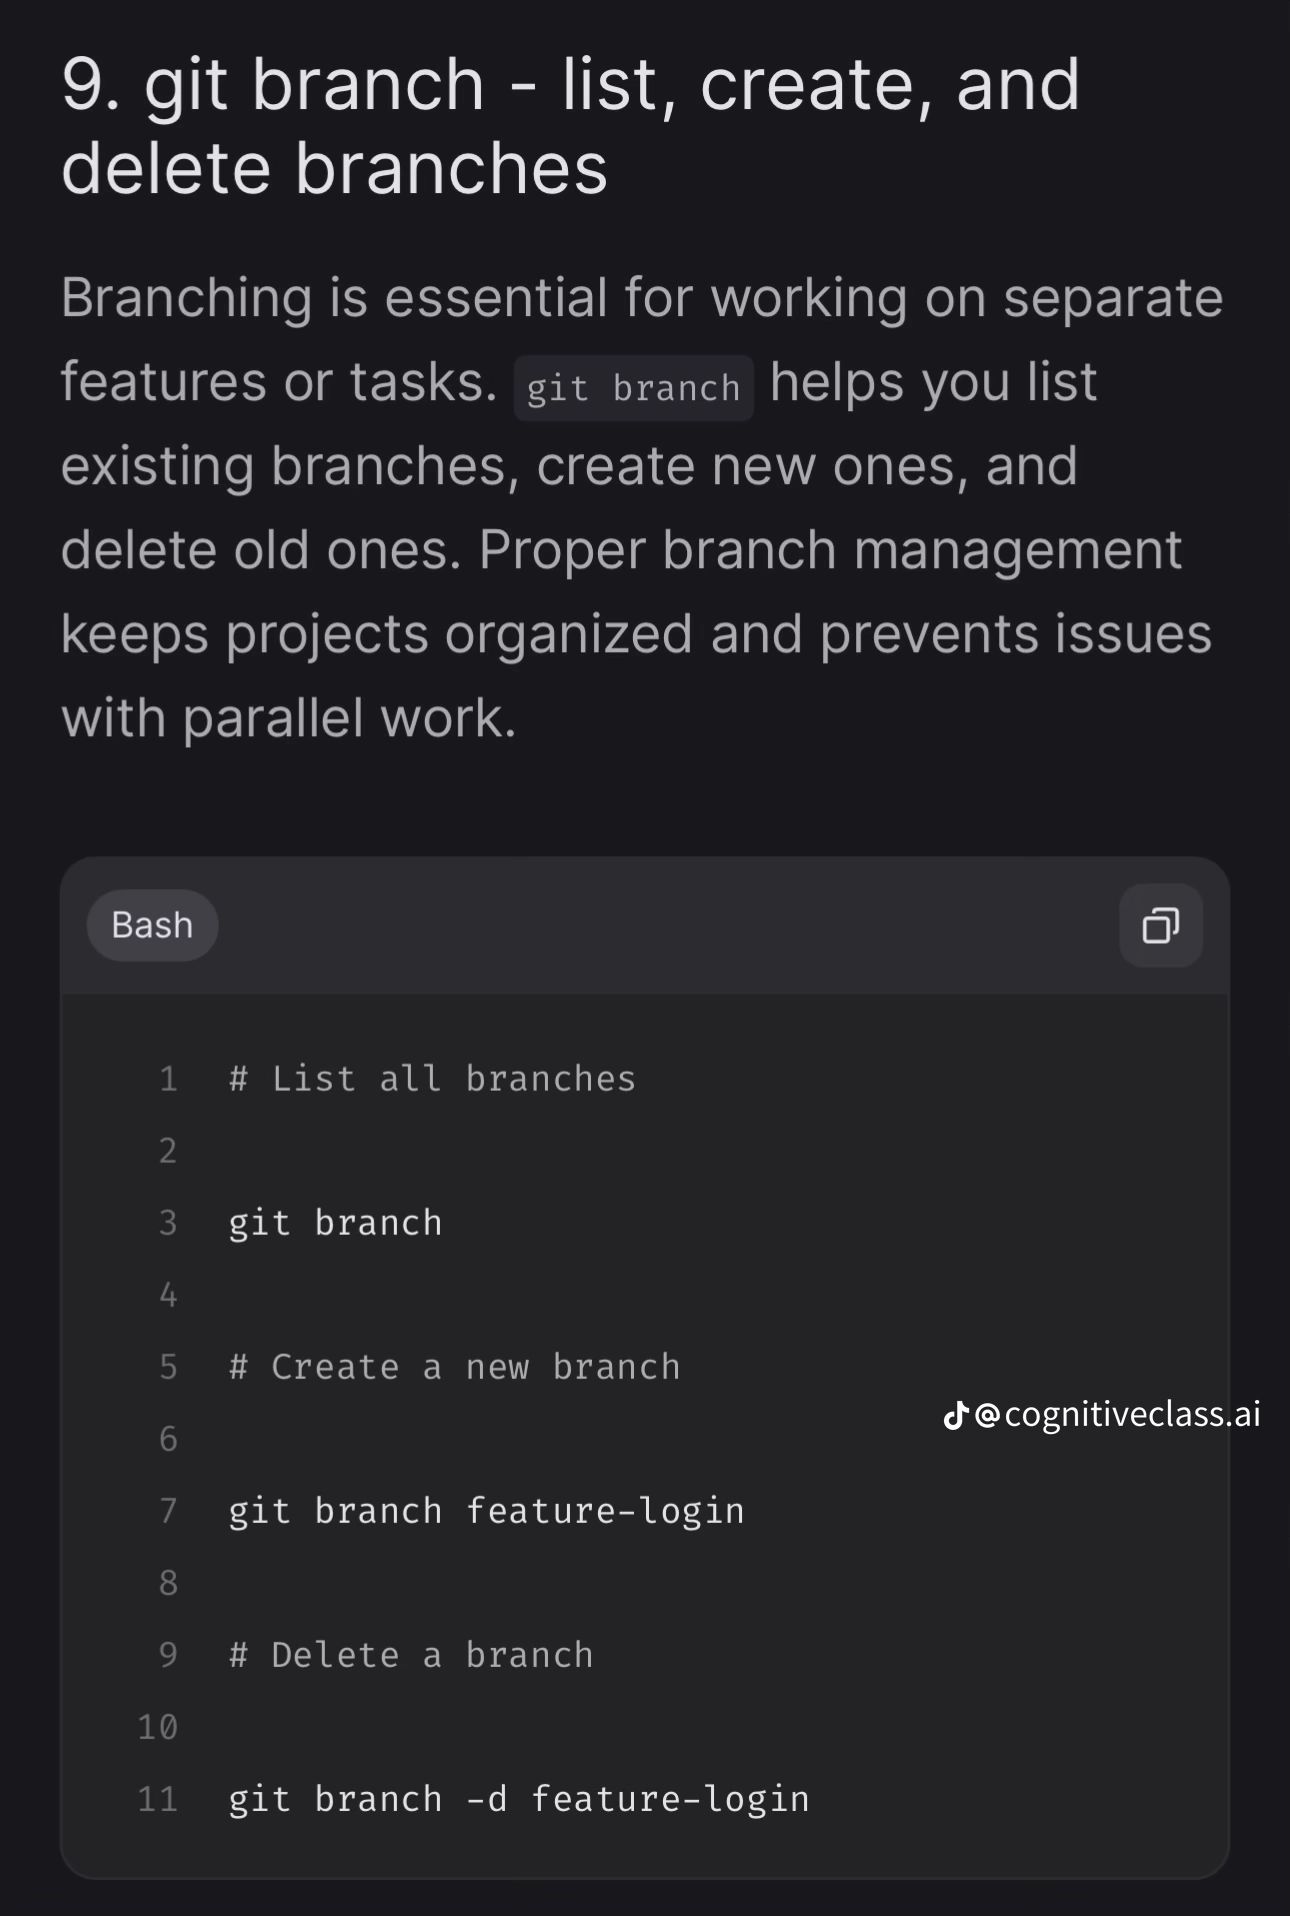 9. git branch - list, create, and
delete branches
Branching is essential for working on separate
features or tasks. git branch helps you list
existing branches, create new ones, and
delete old ones. Proper branch management
keeps projects organized and prevents issues
with parallel work.
Bash
1 # List all branches
2
3 git branch
4
5 # Create a new branch
@cognitiveclass.ai
6
7 git branch feature-login
8
9 # Delete a branch
10
11 git branch -d feature-login